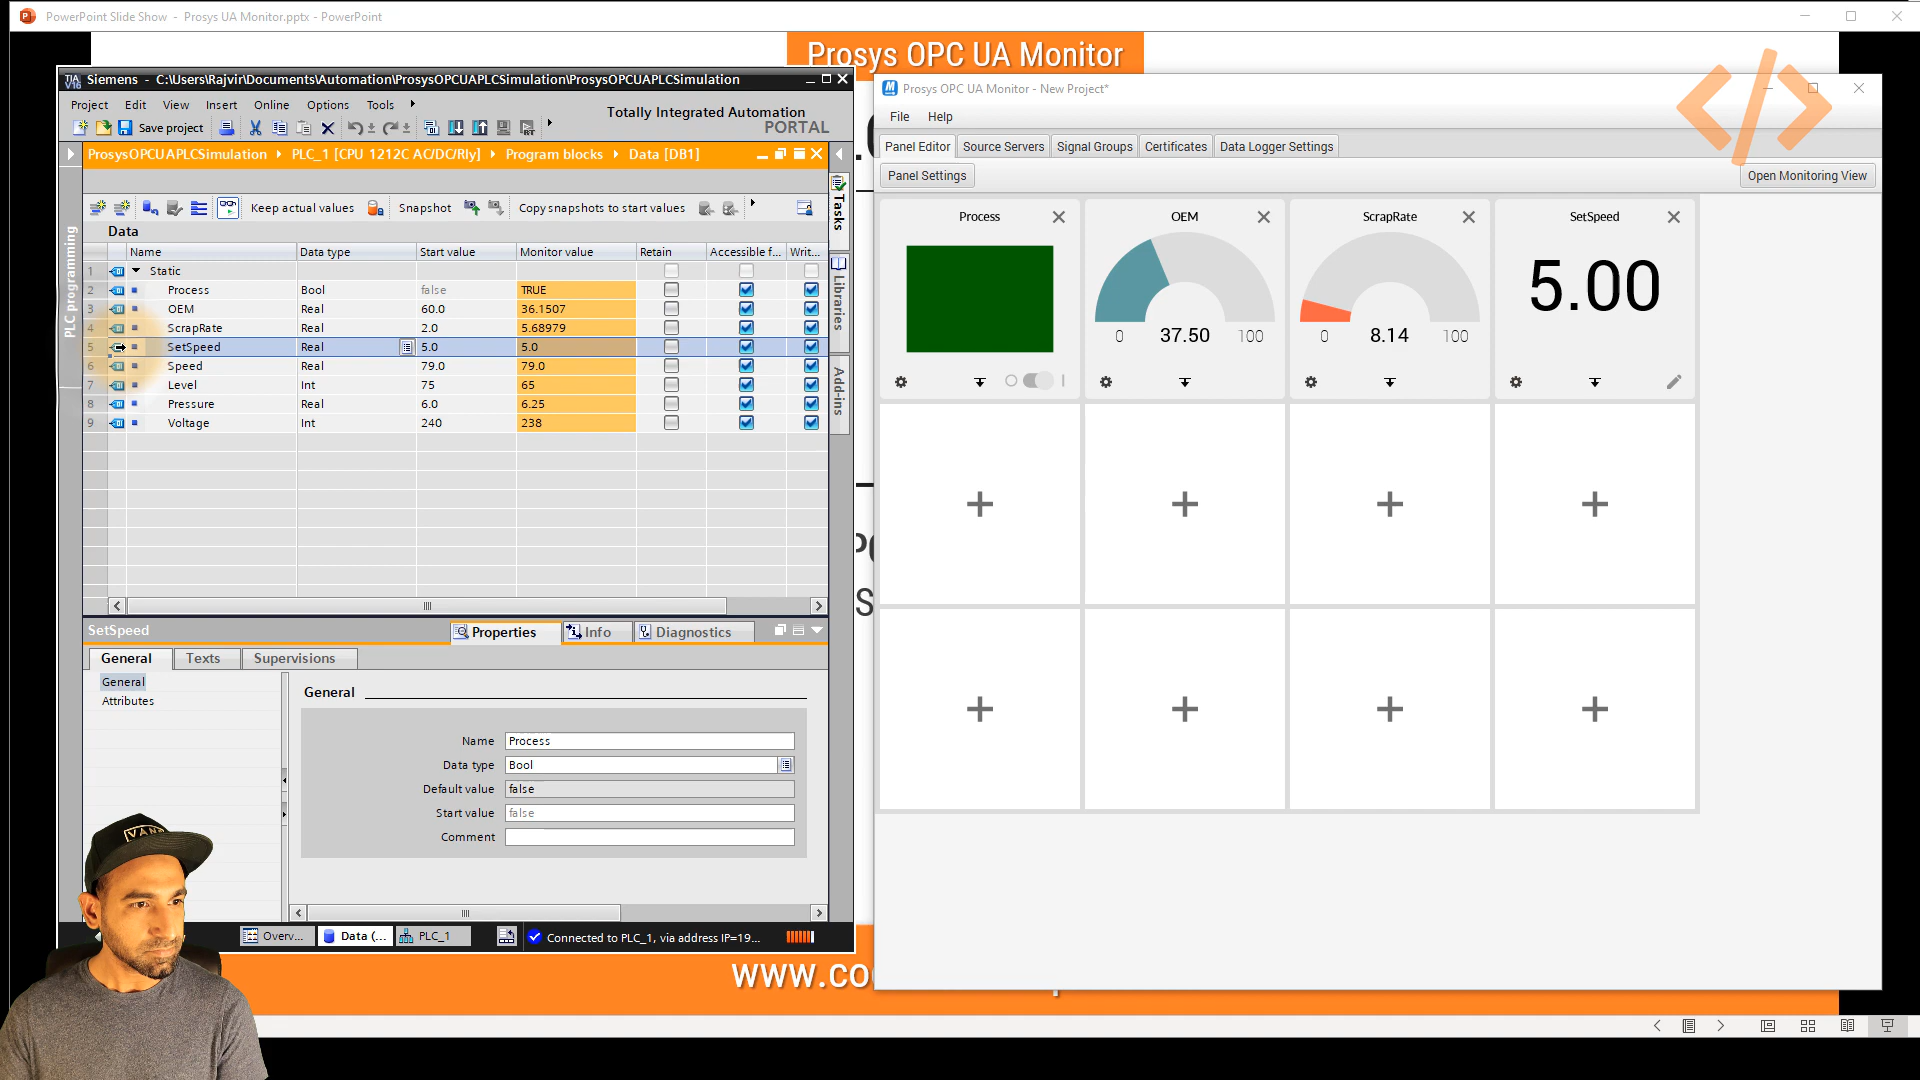 PowerPoint Slide Show - Prosys UA Monitor.pptx - PowerPoint
Prosys OPC UA Monitor
TIA V16 Siemens - C:\Users\Rajvir\Documents\Automation\ProsysOPCUAPLCSimulation\ProsysOPCUAPLCSimulation
Project Edit View Insert Online Options Tools
Totally Integrated Automation
PORTAL
Save project
ProsysOPCUAPLCSimulation PLC_1 [CPU 1212C AC/DC/Rly] Program blocks Data [DB1]
Keep actual values Snapshot Copy snapshots to start values
Data
Name Data type Start value Monitor value Retain Accessible f... Writ...
1 Static
2 Process Bool false TRUE
3 OEM Real 60.0 36.1507
4 ScrapRate Real 2.0 5.68979
5 SetSpeed Real 5.0 5.0
6 Speed Real 79.0 79.0
7 Level Int 75 65
8 Pressure Real 6.0 6.25
9 Voltage Int 240 238
PLC programming
Tasks
Libraries
Add-ins
SetSpeed
Properties Info Diagnostics
General Texts Supervisions
General
Attributes
General
Name Process
Data type Bool
Default value false
Start value false
Comment
Overv... Data (... PLC_1 Connected to PLC_1, via address IP=19...
Prosys OPC UA Monitor - New Project*
File Help
Panel Editor Source Servers Signal Groups Certificates Data Logger Settings
Panel Settings Open Monitoring View
Process OEM ScrapRate SetSpeed
5.00
0 37.50 100
0 8.14 100
VANS
www.co